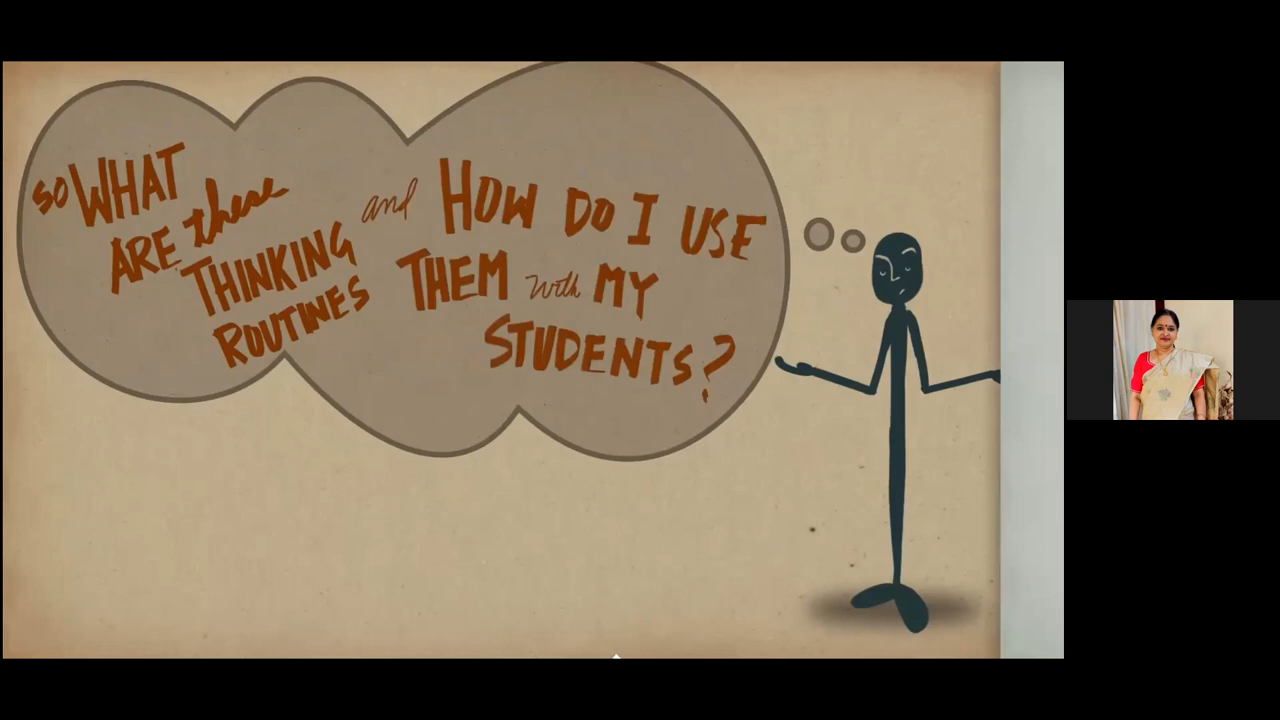 SO WHAT
ARE these
THINKING
ROUTINES
and HOW DO I USE
THEM with MY
STUDENTS?